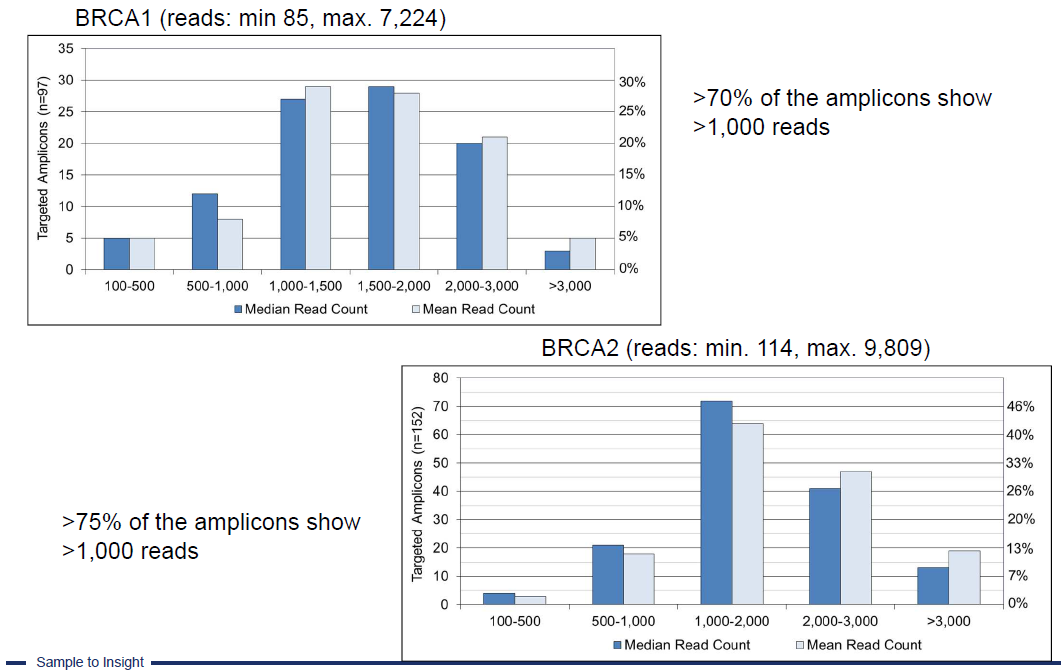 BRCA1 (reads: min 85, max. 7,224)
35
30
25
20
15
10
5
0
Targeted Amplicons (n=97)
30%
25%
20%
15%
10%
5%
0%
100-500 500-1,000 1,000-1,500 1,500-2,000 2,000-3,000 >3,000
Median Read Count Mean Read Count
>70% of the amplicons show
>1,000 reads
BRCA2 (reads: min. 114, max. 9,809)
80
70
60
50
40
30
20
10
0
Targeted Amplicons (n=152)
46%
40%
33%
26%
20%
13%
7%
0%
100-500 500-1,000 1,000-2,000 2,000-3,000 >3,000
Median Read Count Mean Read Count
>75% of the amplicons show
>1,000 reads
Sample to Insight